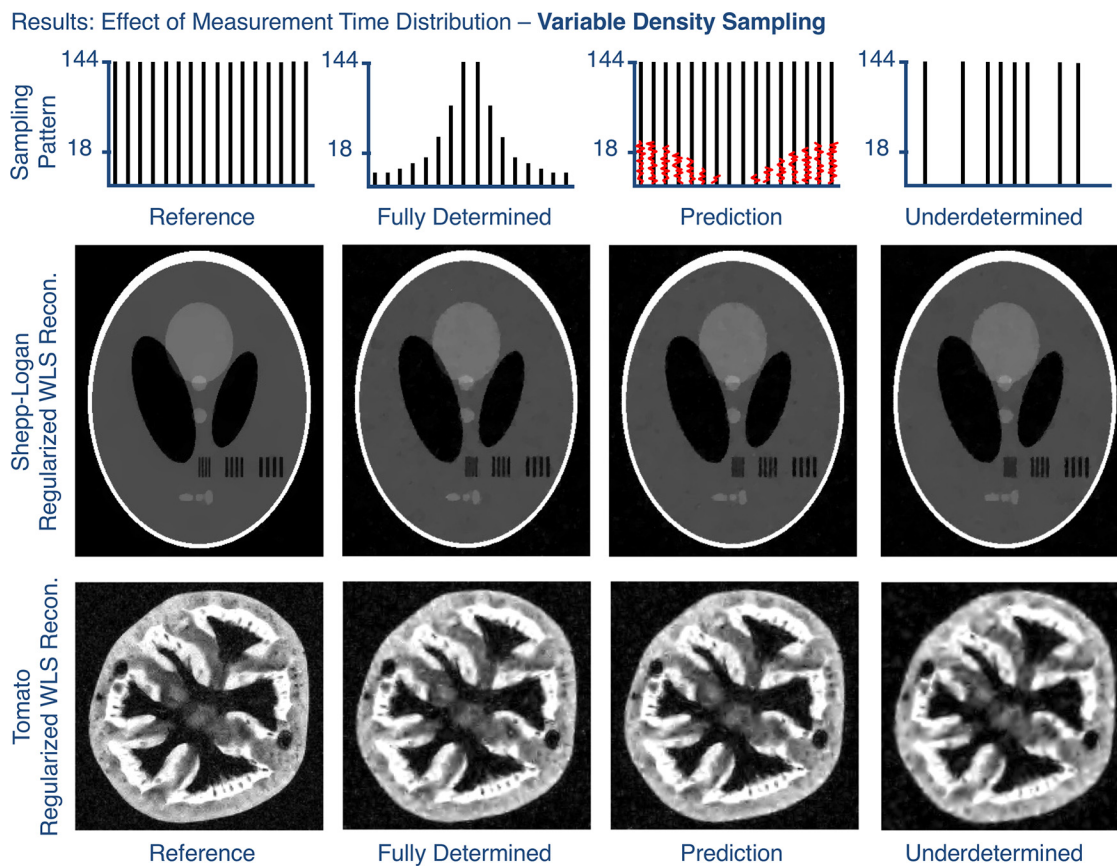 Results: Effect of Measurement Time Distribution – Variable Density Sampling
Sampling
Pattern
144
18
144
18
144
18
144
18
Reference
Fully Determined
Prediction
Underdetermined
Shepp-Logan
Regularized WLS Recon.
Tomato
Regularized WLS Recon.
Reference
Fully Determined
Prediction
Underdetermined